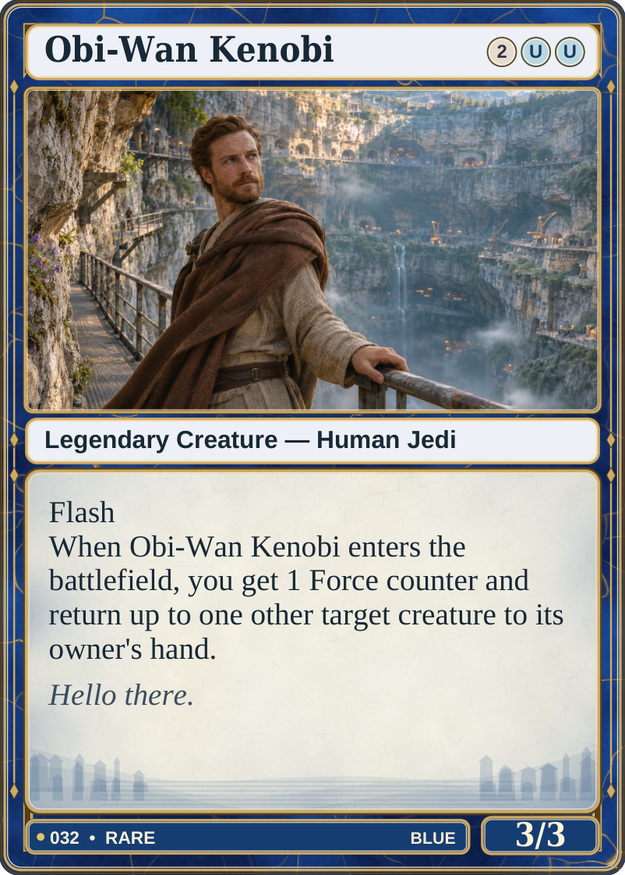 Obi-Wan Kenobi 2 U U
Legendary Creature — Human Jedi
Flash
When Obi-Wan Kenobi enters the
battlefield, you get 1 Force counter and
return up to one other target creature to its
owner's hand.
Hello there.
032 • RARE BLUE 3/3